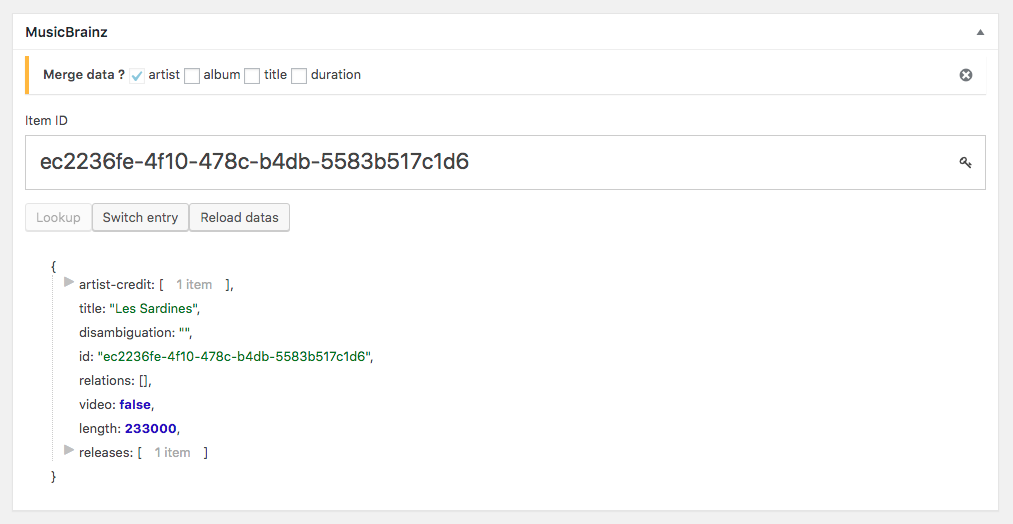 MusicBrainz
Merge data ? artist album title duration
Item ID
ec2236fe-4f10-478c-b4db-5583b517c1d6
Lookup Switch entry Reload datas
{
artist-credit: [ 1 item ],
title: "Les Sardines",
disambiguation: "",
id: "ec2236fe-4f10-478c-b4db-5583b517c1d6",
relations: [],
video: false,
length: 233000,
releases: [ 1 item ]
}